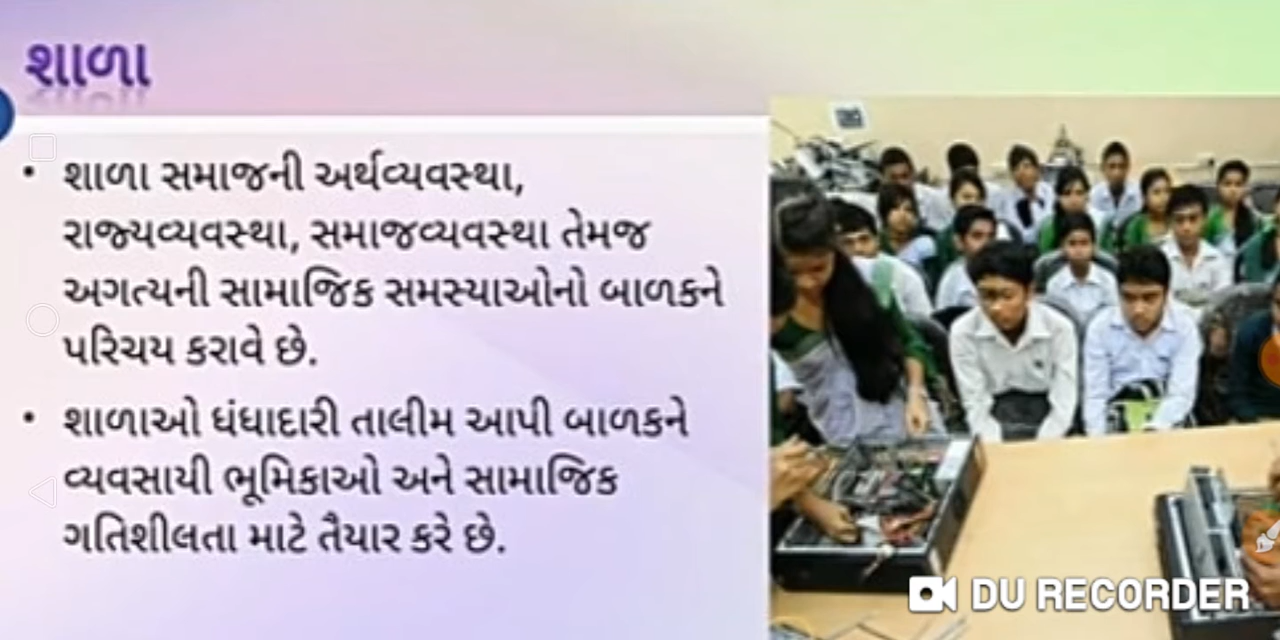 શાળા
• શાળા સમાજની અર્થવ્યવસ્થા,
રાજ્યવ્યવસ્થા, સમાજવ્યવસ્થા તેમજ
અગત્યની સામાજિક સમસ્યાઓનો બાળકને
પરિચય કરાવે છે.
• શાળાઓ ધંધાદારી તાલીમ આપી બાળકને
વ્યવસાયી ભૂમિકાઓ અને સામાજિક
ગતિશીલતા માટે તૈયાર કરે છે.
DU RECORDER